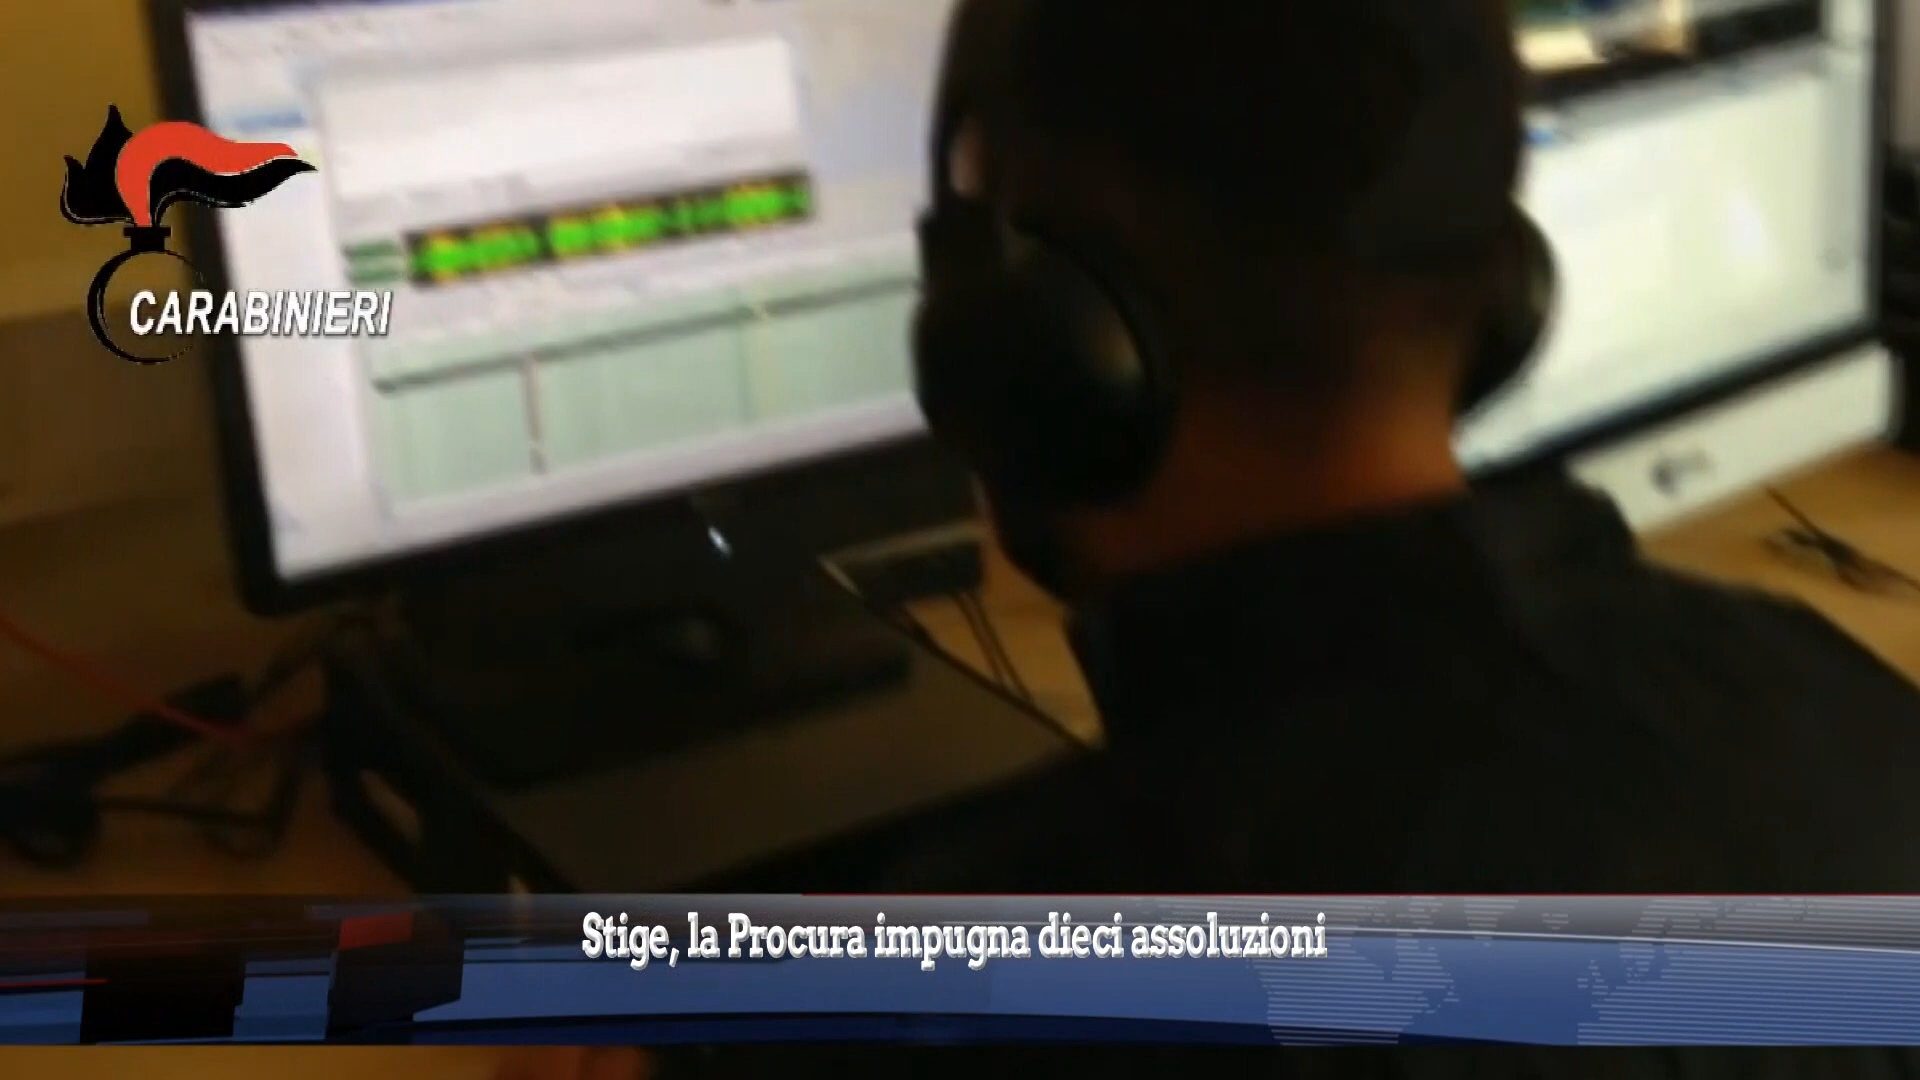 CARABINIERI
Stige, la Procura impugna dieci assoluzioni